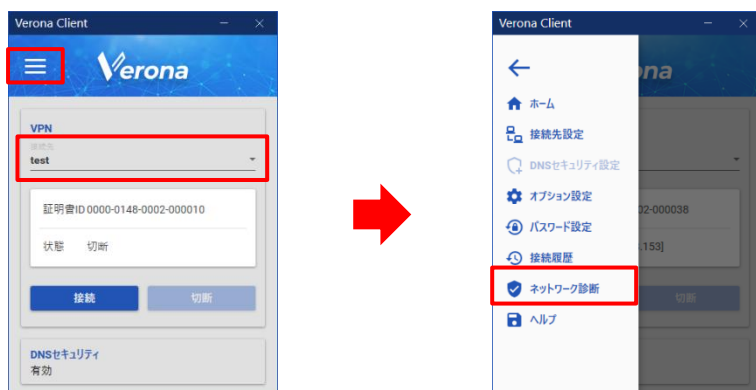 Verona Client
Verona
VPN
接続先
test
証明書ID 0000-0148-0002-000010
状態 切断
接続 切断
DNSセキュリティ
有効
Verona Client
na
ホーム
接続先設定
DNSセキュリティ設定
オプション設定
パスワード設定
02-000038
接続履歴
.153]
ネットワーク診断
切断
ヘルプ